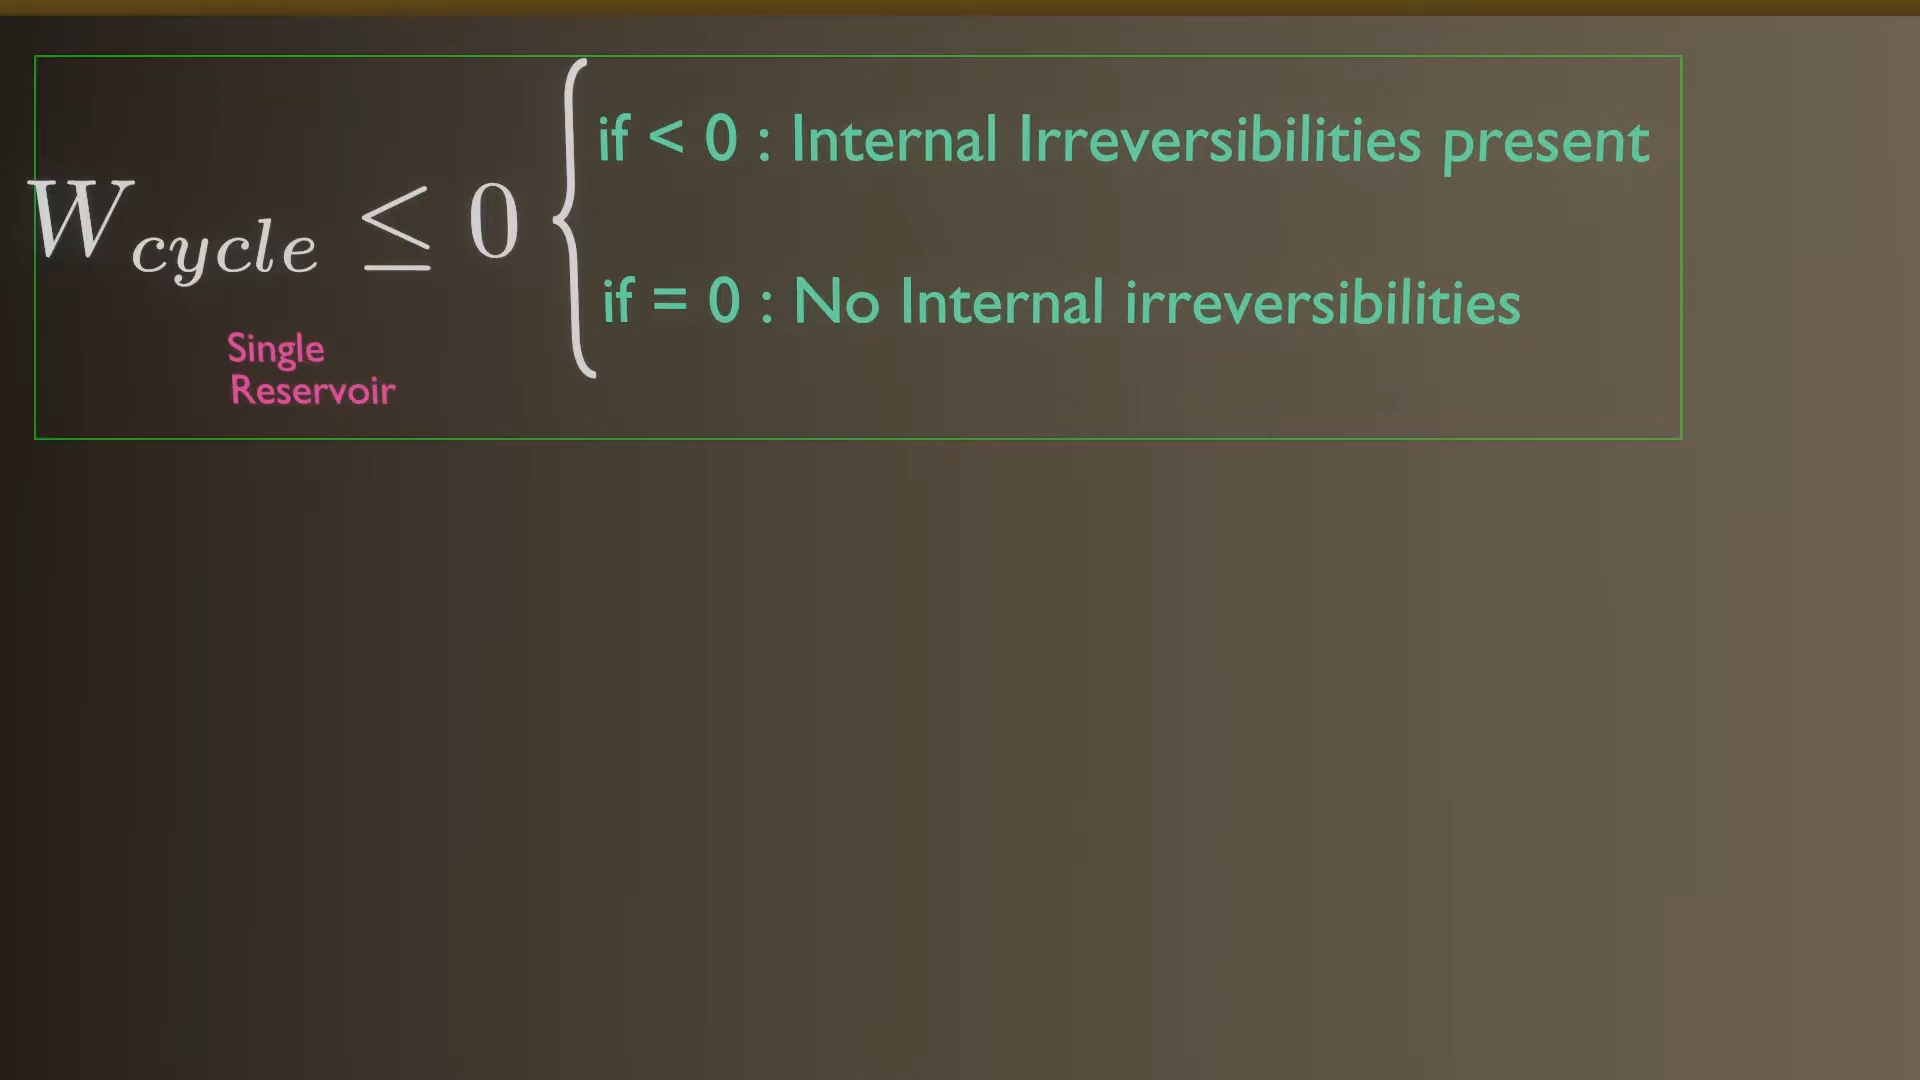 W_cycle ≤ 0
if < 0 : Internal Irreversibilities present
if = 0 : No Internal irreversibilities
Single
Reservoir